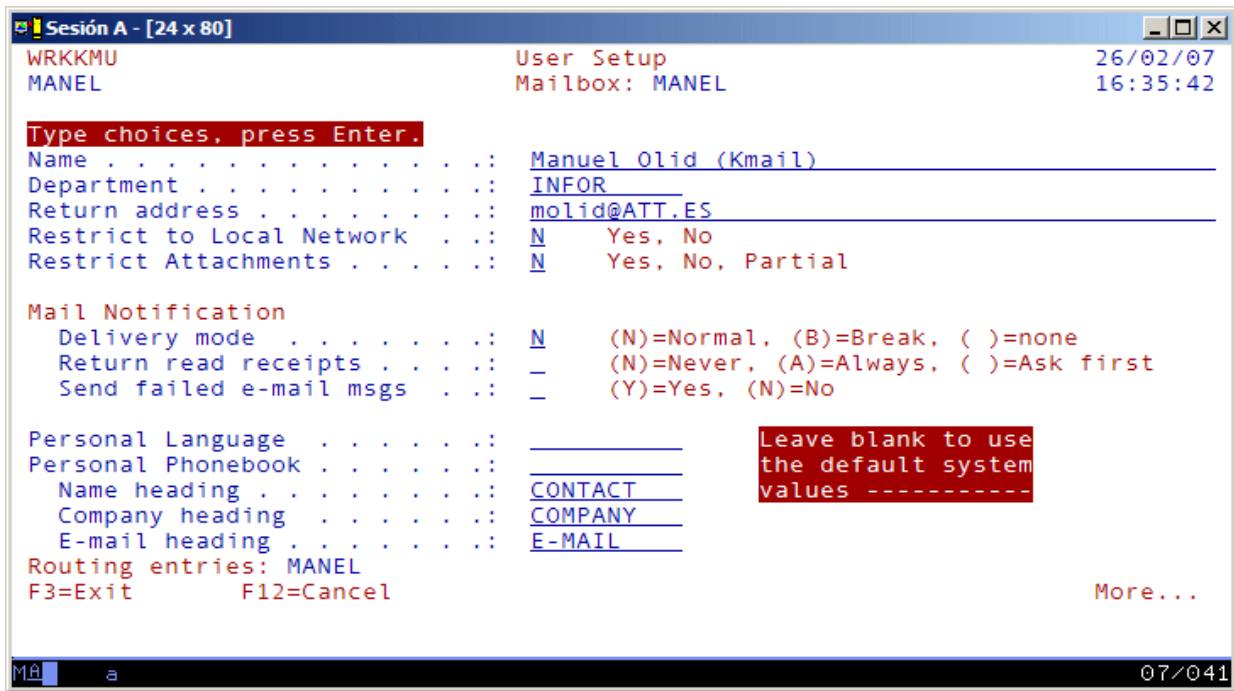 Sesión A - [24 x 80]
WRKKMU User Setup 26/02/07
MANEL Mailbox: MANEL 16:35:42
Type choices, press Enter.
Name . . . . . . . . . . . . .: Manuel Olid (Kmail)
Department . . . . . . . . . .: INFOR
Return address . . . . . . . .: molid@ATT.ES
Restrict to Local Network . .: N Yes, No
Restrict Attachments . . . . .: N Yes, No, Partial
Mail Notification
Delivery mode . . . . . . .: N (N)=Normal, (B)=Break, ( )=none
Return read receipts . . . .: _ (N)=Never, (A)=Always, ( )=Ask first
Send failed e-mail msgs . .: _ (Y)=Yes, (N)=No
Personal Language . . . . . .: Leave blank to use
Personal Phonebook . . . . . .: the default system
Name heading . . . . . . . .: CONTACT values -----------
Company heading . . . . . .: COMPANY
E-mail heading . . . . . . .: E-MAIL
Routing entries: MANEL
F3=Exit F12=Cancel More...
MA a 07/041